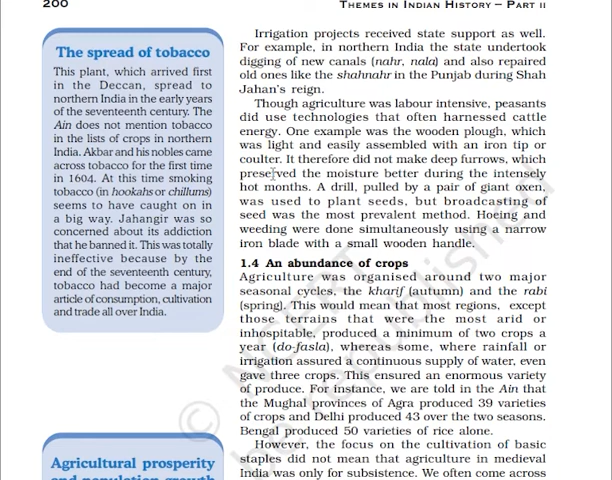 200
THEMES IN INDIAN HISTORY – PART II
The spread of tobacco
This plant, which arrived first
in the Deccan, spread to
northern India in the early years
of the seventeenth century. The
Ain does not mention tobacco
in the lists of crops in northern
India. Akbar and his nobles came
across tobacco for the first time
in 1604. At this time smoking
tobacco (in hookahs or chillums)
seems to have caught on in
a big way. Jahangir was so
concerned about its addiction
that he banned it. This was totally
ineffective because by the
end of the seventeenth century,
tobacco had become a major
article of consumption, cultivation
and trade all over India.
Agricultural prosperity
and population growth
Irrigation projects received state support as well.
For example, in northern India the state undertook
digging of new canals (nahr, nala) and also repaired
old ones like the shahnahr in the Punjab during Shah
Jahan's reign.
Though agriculture was labour intensive, peasants
did use technologies that often harnessed cattle
energy. One example was the wooden plough, which
was light and easily assembled with an iron tip or
coulter. It therefore did not make deep furrows, which
preserved the moisture better during the intensely
hot months. A drill, pulled by a pair of giant oxen,
was used to plant seeds, but broadcasting of
seed was the most prevalent method. Hoeing and
weeding were done simultaneously using a narrow
iron blade with a small wooden handle.
1.4 An abundance of crops
Agriculture was organised around two major
seasonal cycles, the kharif (autumn) and the rabi
(spring). This would mean that most regions, except
those terrains that were the most arid or
inhospitable, produced a minimum of two crops a
year (do-fasla), whereas some, where rainfall or
irrigation assured a continuous supply of water, even
gave three crops. This ensured an enormous variety
of produce. For instance, we are told in the Ain that
the Mughal provinces of Agra produced 39 varieties
of crops and Delhi produced 43 over the two seasons.
Bengal produced 50 varieties of rice alone.
However, the focus on the cultivation of basic
staples did not mean that agriculture in medieval
India was only for subsistence. We often come across
© NCERT
be republished